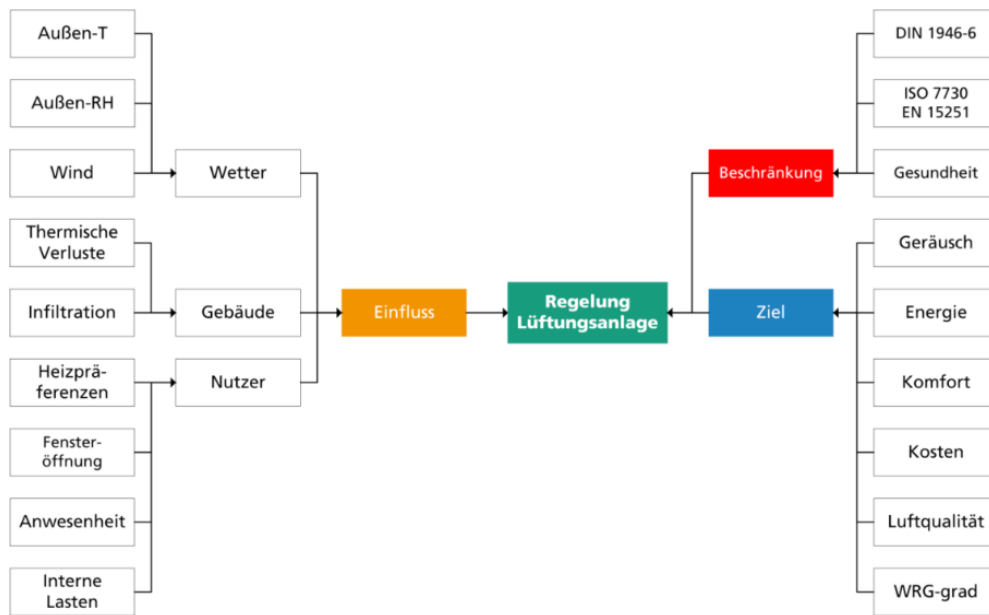 Außen-T
Außen-RH
Wind
Thermische
Verluste
Infiltration
Heizprä-
ferenzen
Fenster-
öffnung
Anwesenheit
Interne
Lasten
Wetter
Gebäude
Nutzer
Einfluss
Regelung
Lüftungsanlage
Beschränkung
Ziel
DIN 1946-6
ISO 7730
EN 15251
Gesundheit
Geräusch
Energie
Komfort
Kosten
Luftqualität
WRG-grad